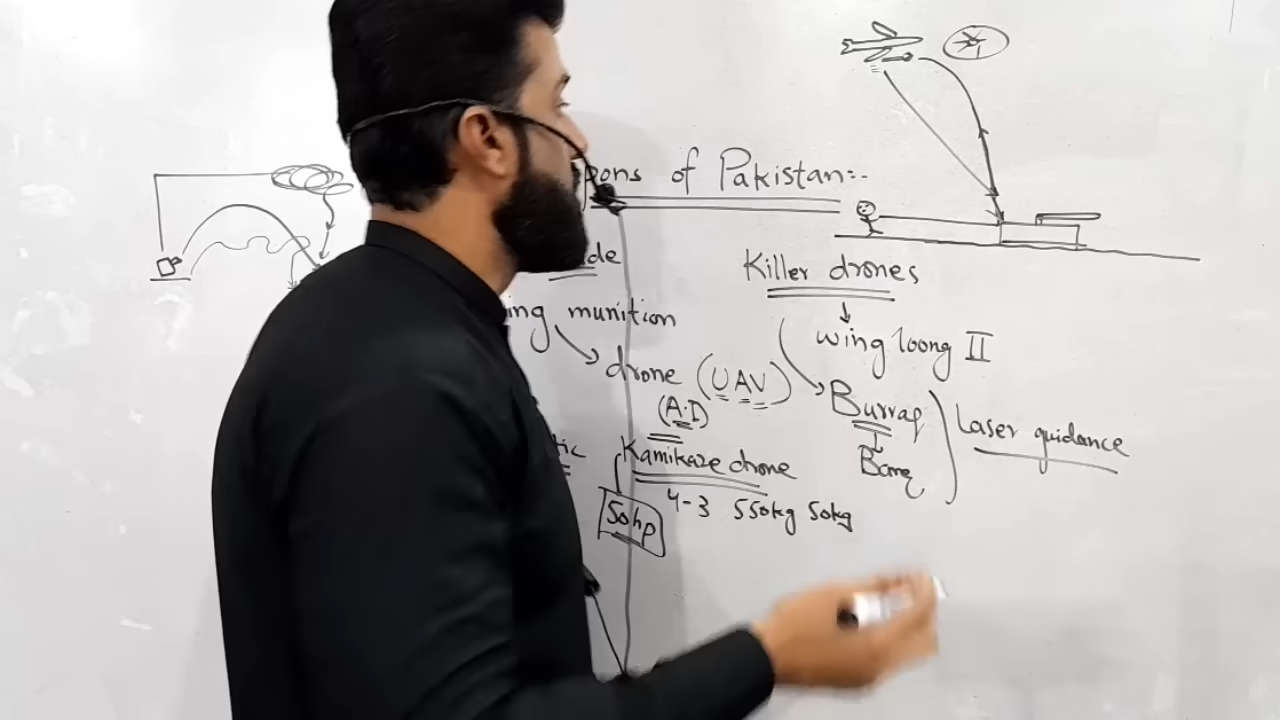 pons of Pakistan:-
de
Killer drones
ing munition
wing loong II
drone (UAV)
(A.I)
Burraq
Laser guidance
tic
Kamikaze drone
Barq
50hp
4-3 550kg 50kg